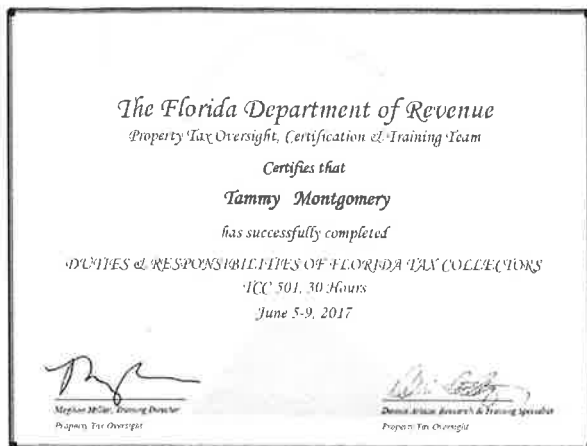 The Florida Department of Revenue
Property Tax Oversight, Certification & Training Team
Certifies that
Tammy Montgomery
has successfully completed
DUTIES & RESPONSIBILITIES OF FLORIDA TAX COLLECTORS
TCC 501, 30 Hours
June 5-9, 2017
Meghan Miller, Training Director
Property Tax Oversight
Research & Training Specialist
Property Tax Oversight